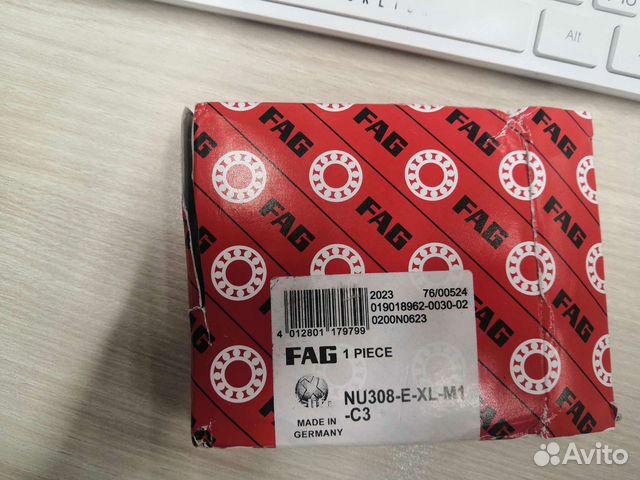 Alt
FAG
FAG
FAG
FAG
FAG
FAG
FAG
FAG
2023 76/00524
019018962-0030-02
0200N0623
4 012801 179799
FAG 1 PIECE
NU308-E-XL-M1
-C3
MADE IN
GERMANY
Avito